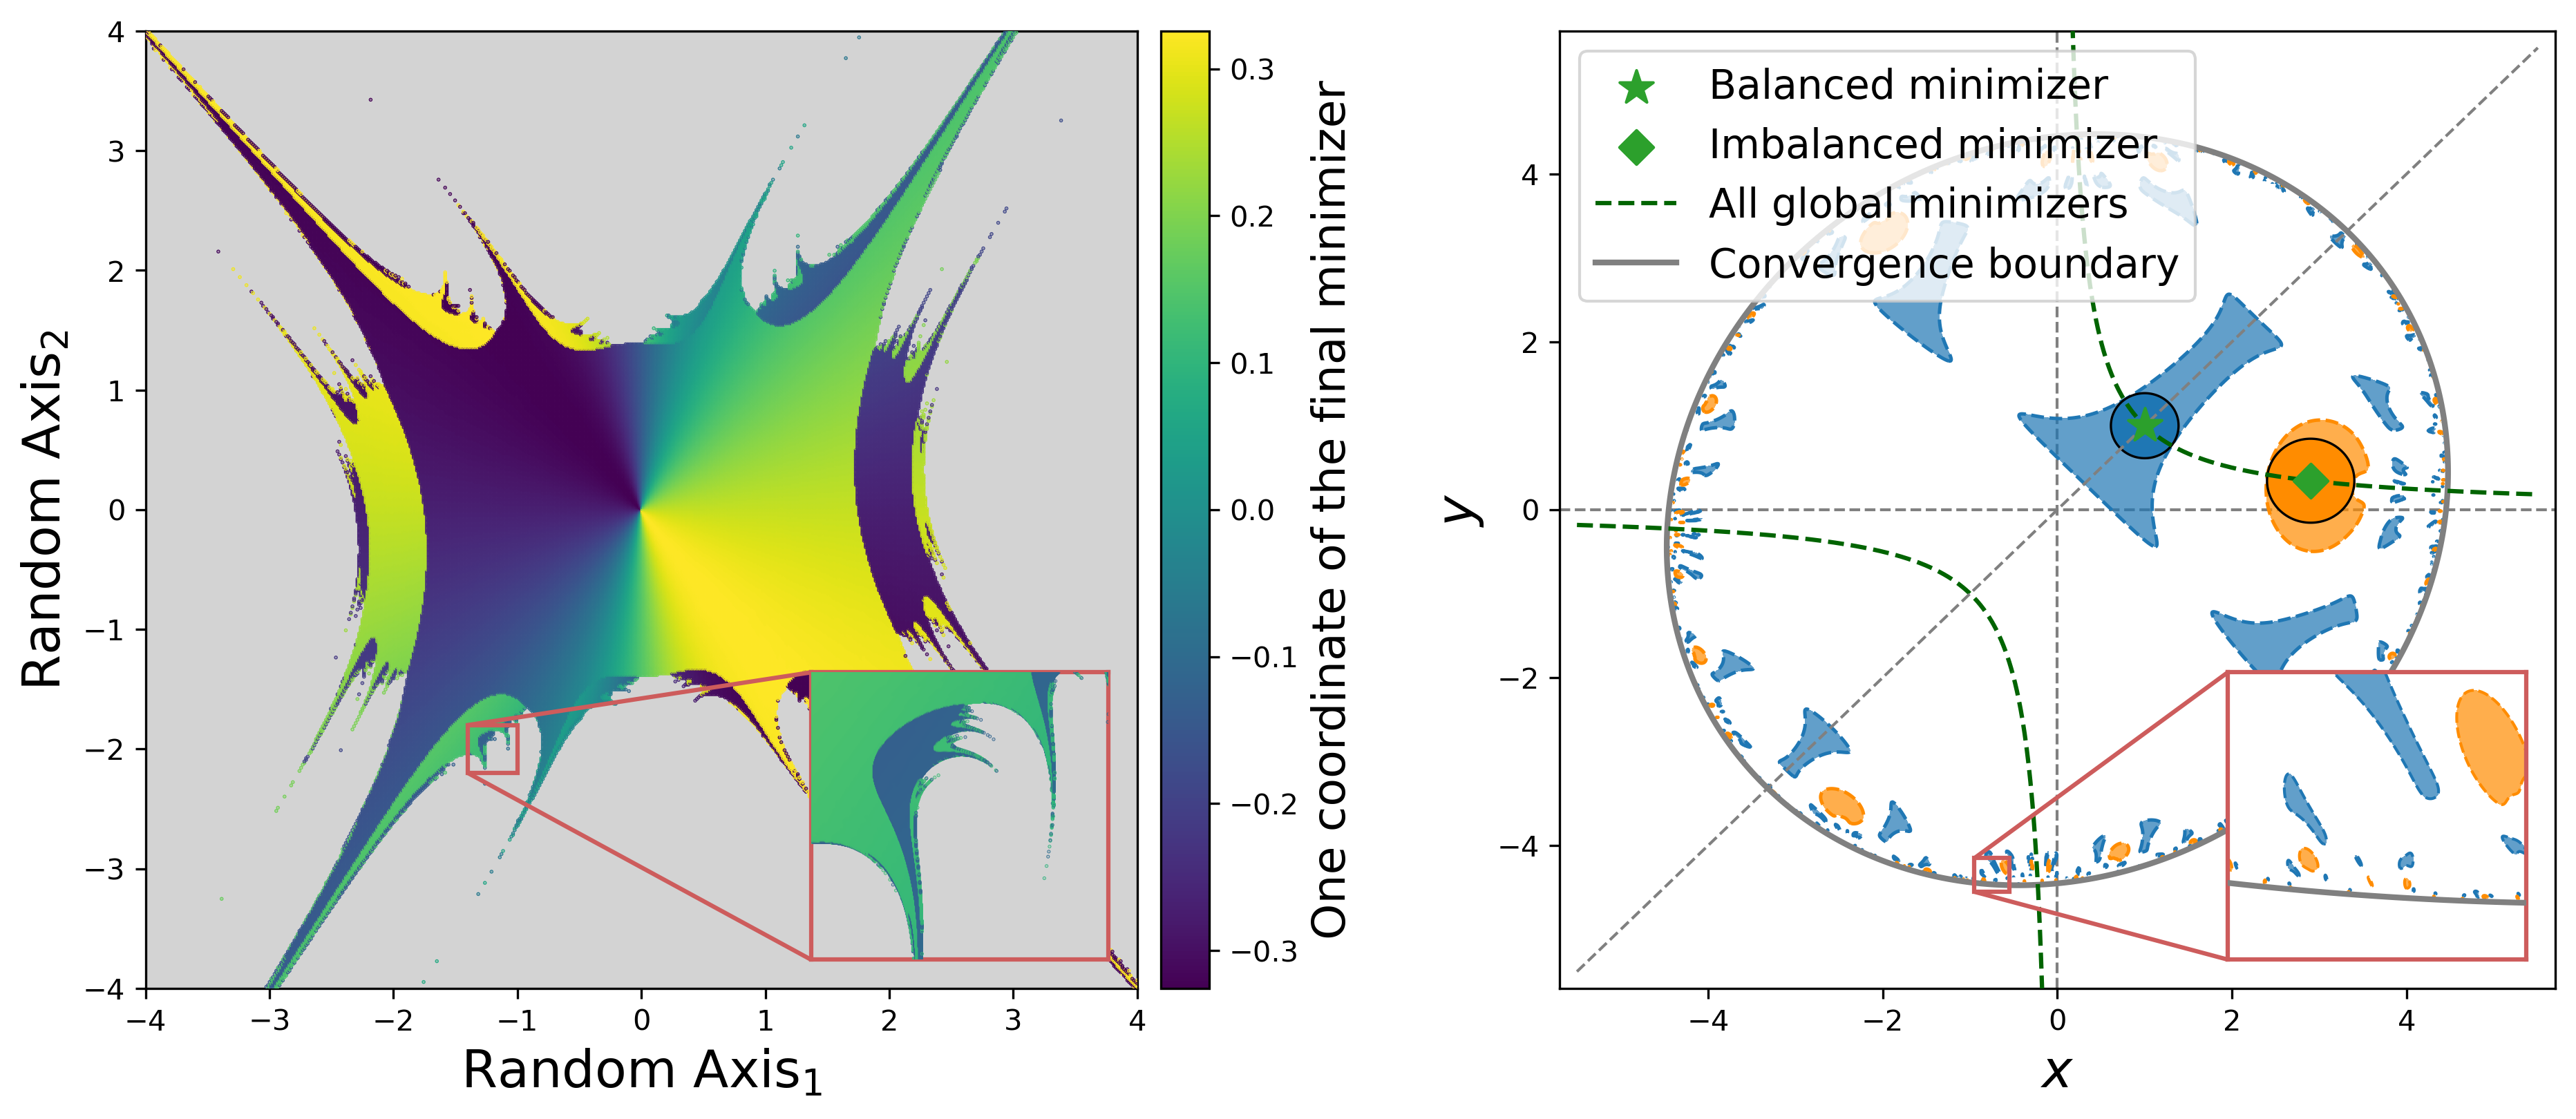 4
3
2
1
0
−1
−2
−3
−4
Random Axis₂
−4 −3 −2 −1 0 1 2 3 4
Random Axis₁
0.3
0.2
0.1
0.0
−0.1
−0.2
−0.3
One coordinate of the final minimizer
Balanced minimizer
Imbalanced minimizer
All global minimizers
Convergence boundary
4
2
0
−2
−4
y
−4 −2 0 2 4
x